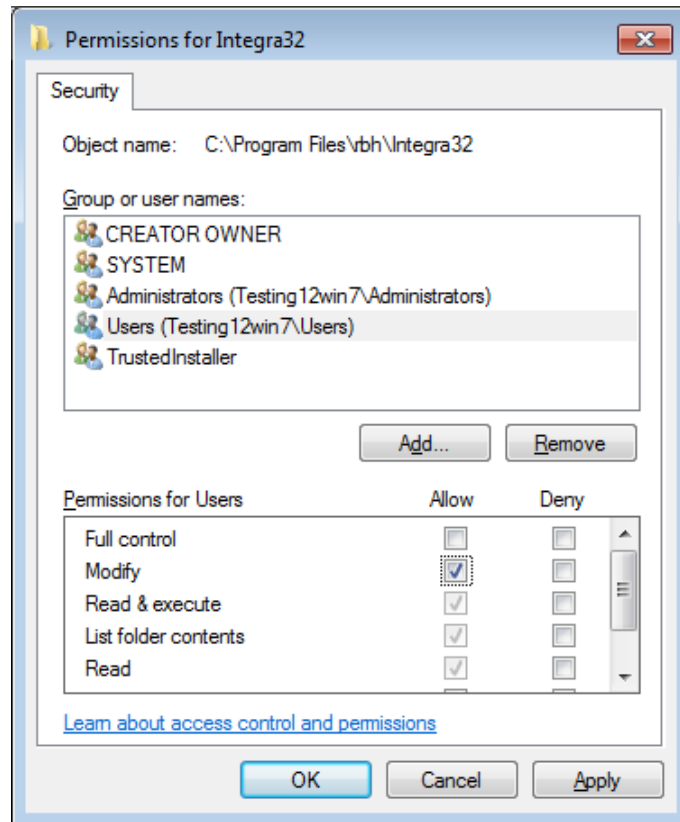 Permissions for Integra32
Security
Object name: C:\Program Files\rbh\Integra32
Group or user names:
CREATOR OWNER
SYSTEM
Administrators (Testing12win7\Administrators)
Users (Testing12win7\Users)
TrustedInstaller
Add... Remove
Permissions for Users Allow Deny
Full control
Modify
Read & execute
List folder contents
Read
Learn about access control and permissions
OK Cancel Apply